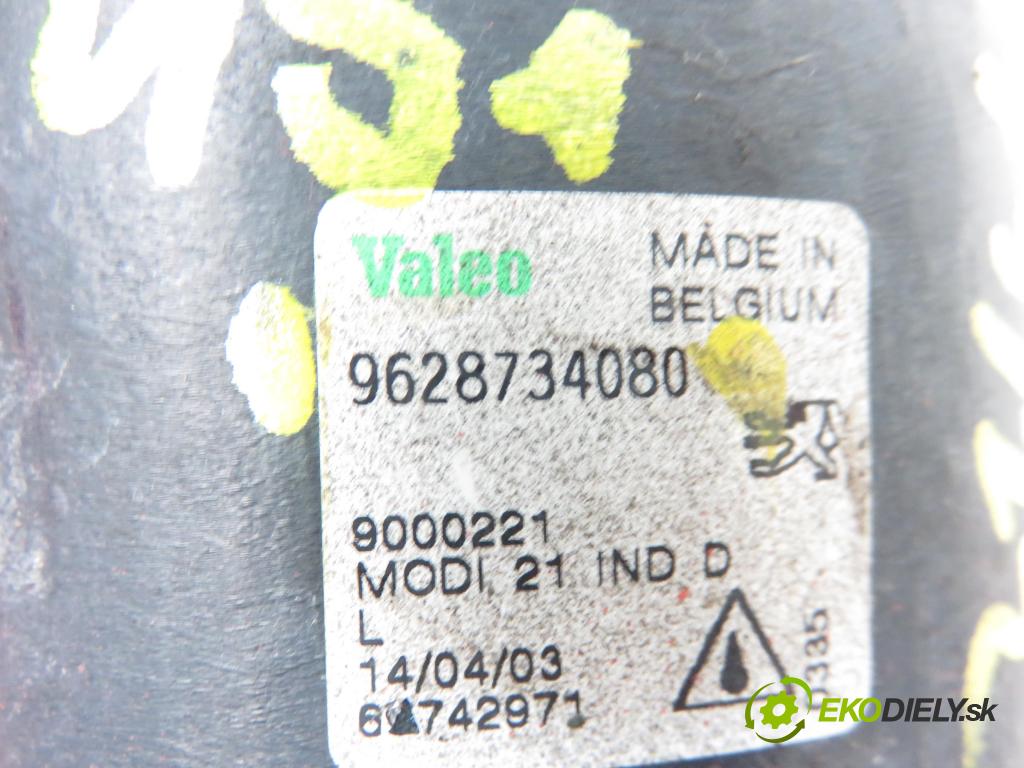 Valeo
MADE IN
BELGIUM
9628734080
9000221
MODI 21 IND D
L
14/04/03
EKODIELY.sk